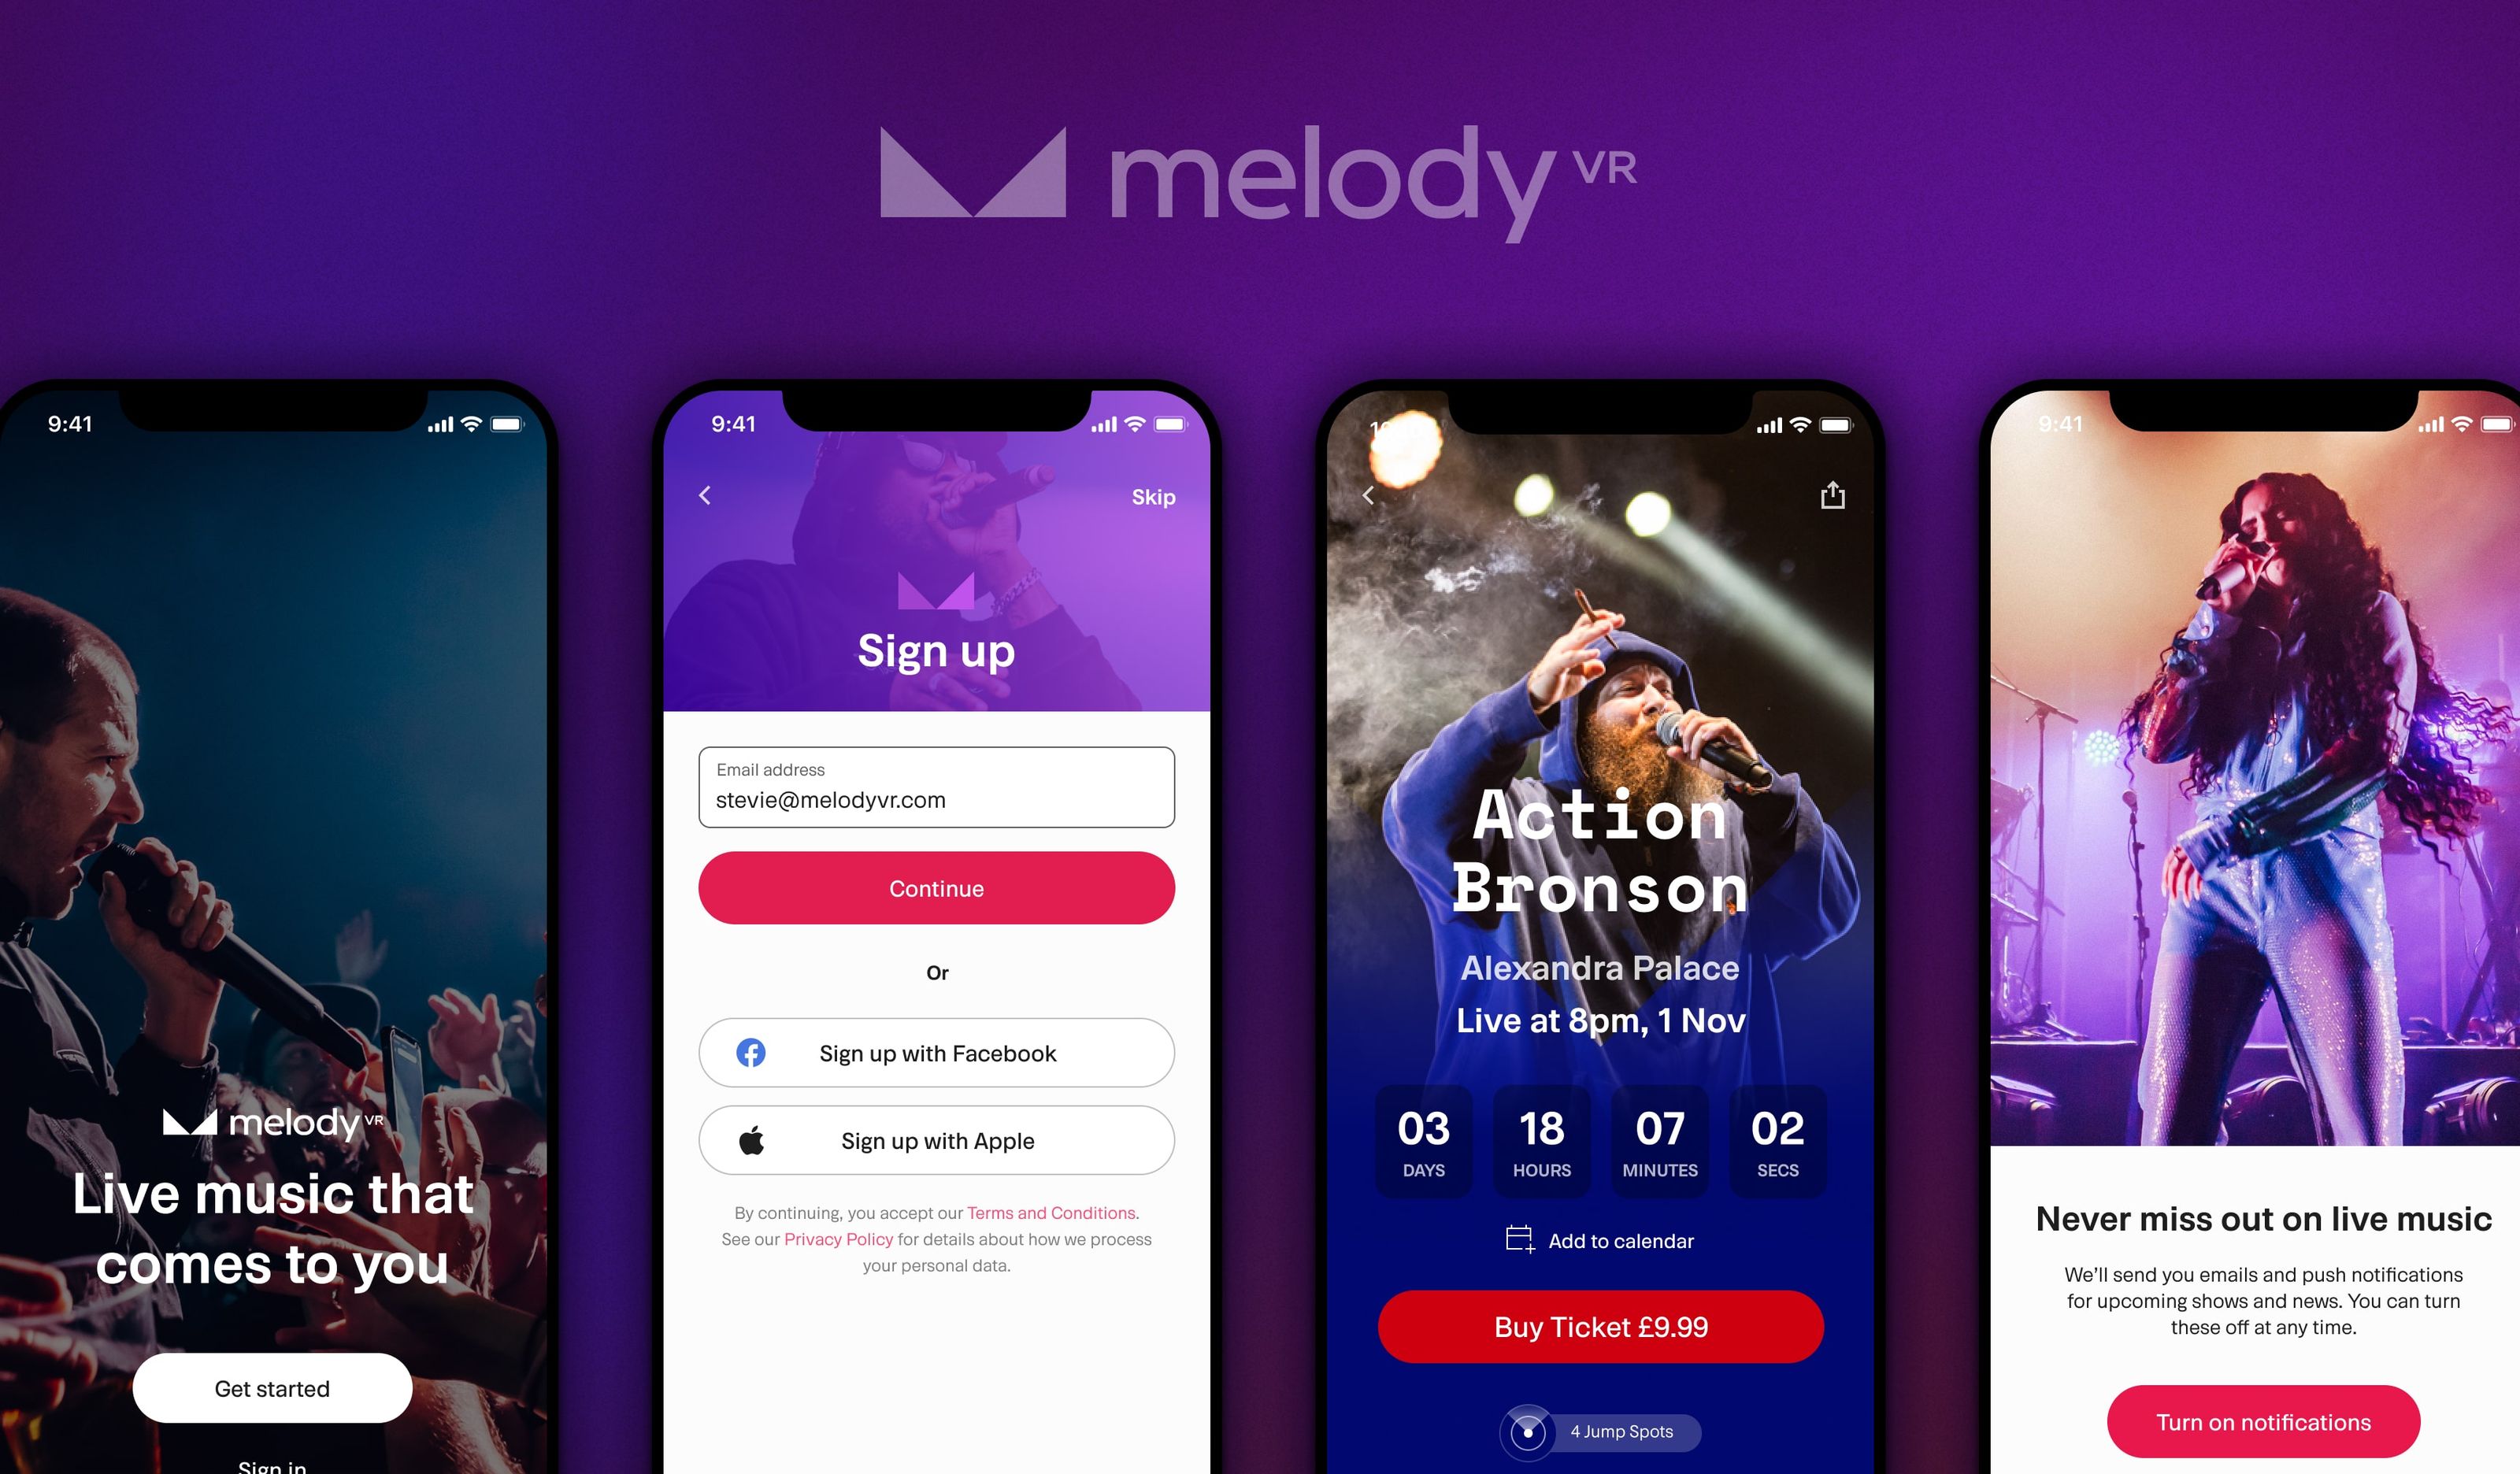 melody VR
9:41
melody VR
Live music that
comes to you
Get started
Sign in
9:41
Skip
Sign up
Email address
stevie@melodyvr.com
Continue
Or
Sign up with Facebook
Sign up with Apple
By continuing, you accept our Terms and Conditions.
See our Privacy Policy for details about how we process
your personal data.
Action
Bronson
Alexandra Palace
Live at 8pm, 1 Nov
03 18 07 02
DAYS HOURS MINUTES SECS
Add to calendar
Buy Ticket £9.99
4 Jump Spots
9:41
Never miss out on live music
We’ll send you emails and push notifications
for upcoming shows and news. You can turn
these off at any time.
Turn on notifications